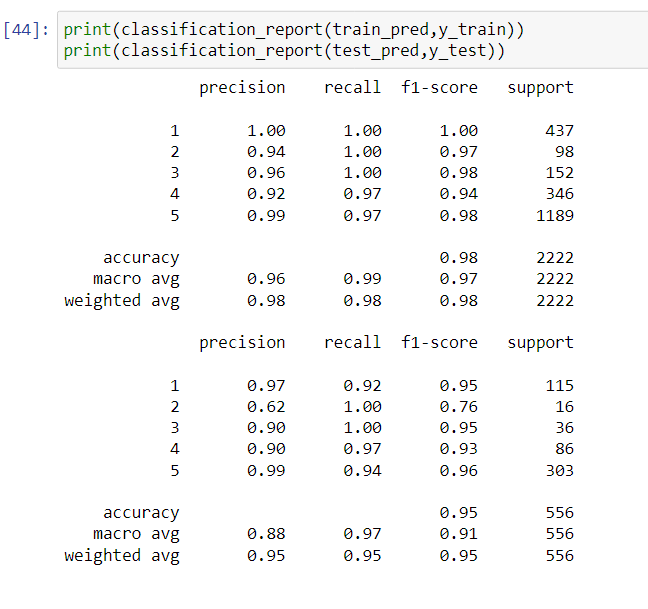 [44]: print(classification_report(train_pred,y_train))
print(classification_report(test_pred,y_test))
precision recall f1-score support
1 1.00 1.00 1.00 437
2 0.94 1.00 0.97 98
3 0.96 1.00 0.98 152
4 0.92 0.97 0.94 346
5 0.99 0.97 0.98 1189
accuracy 0.98 2222
macro avg 0.96 0.99 0.97 2222
weighted avg 0.98 0.98 0.98 2222
precision recall f1-score support
1 0.97 0.92 0.95 115
2 0.62 1.00 0.76 16
3 0.90 1.00 0.95 36
4 0.90 0.97 0.93 86
5 0.99 0.94 0.96 303
accuracy 0.95 556
macro avg 0.88 0.97 0.91 556
weighted avg 0.95 0.95 0.95 556